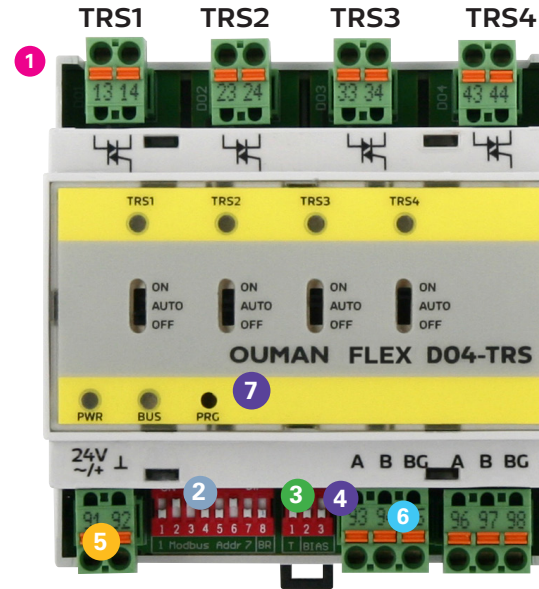 TRS1 TRS2 TRS3 TRS4
1
DO1 13 14 DO2 23 24 DO3 33 34 DO4 43 44
TRS1 TRS2 TRS3 TRS4
ON ON ON ON
AUTO AUTO AUTO AUTO
OFF OFF OFF OFF
OUMAN FLEX DO4-TRS
7
PWR BUS PRG
24V
~/+ ⊥ A B BG A B BG
2 3 4
91 92 1 2 3 4 5 6 7 8 1 2 3 93 96 97 98
5 6
1 Modbus Addr 7 BR T BIAS